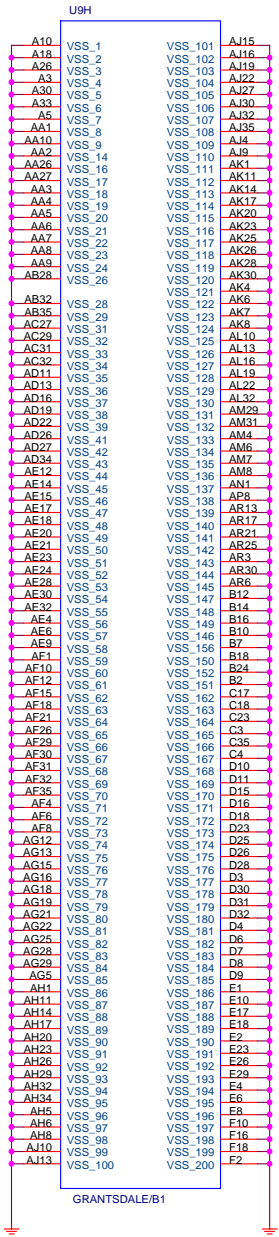 U9H
A10 VSS_1 VSS_101 AJ15
A18 VSS_2 VSS_102 AJ16
A26 VSS_3 VSS_103 AJ19
A3 VSS_4 VSS_104 AJ22
A30 VSS_5 VSS_105 AJ27
A33 VSS_6 VSS_106 AJ30
A5 VSS_7 VSS_107 AJ32
AA1 VSS_8 VSS_108 AJ35
AA10 VSS_9 VSS_109 AJ4
AA2 VSS_14 VSS_110 AJ9
AA26 VSS_16 VSS_111 AK1
AA27 VSS_17 VSS_112 AK11
AA3 VSS_18 VSS_113 AK14
AA4 VSS_19 VSS_114 AK17
AA5 VSS_20 VSS_115 AK20
AA6 VSS_21 VSS_116 AK23
AA7 VSS_22 VSS_117 AK25
AA8 VSS_23 VSS_118 AK26
AA9 VSS_24 VSS_119 AK28
AB28 VSS_26 VSS_120 AK30
VSS_121 AK4
AB32 VSS_28 VSS_122 AK6
AB35 VSS_29 VSS_123 AK7
AC27 VSS_31 VSS_124 AK8
AC29 VSS_32 VSS_125 AL10
AC31 VSS_33 VSS_126 AL13
AC32 VSS_34 VSS_127 AL16
AD11 VSS_35 VSS_128 AL19
AD13 VSS_36 VSS_129 AL22
AD16 VSS_37 VSS_130 AL32
AD19 VSS_38 VSS_131 AM29
AD22 VSS_39 VSS_132 AM31
AD26 VSS_41 VSS_133 AM4
AD27 VSS_42 VSS_134 AM6
AD34 VSS_43 VSS_135 AM7
AE12 VSS_44 VSS_136 AM8
AE14 VSS_45 VSS_137 AN1
AE15 VSS_46 VSS_138 AP8
AE17 VSS_47 VSS_139 AR13
AE18 VSS_48 VSS_140 AR17
AE20 VSS_49 VSS_141 AR21
AE21 VSS_50 VSS_142 AR25
AE23 VSS_51 VSS_143 AR3
AE24 VSS_52 VSS_144 AR30
AE28 VSS_53 VSS_145 AR6
AE30 VSS_54 VSS_147 B12
AE32 VSS_55 VSS_148 B14
AE4 VSS_56 VSS_149 B16
AE6 VSS_57 VSS_146 B10
AE9 VSS_58 VSS_156 B7
AF1 VSS_59 VSS_150 B18
AF10 VSS_60 VSS_152 B24
AF12 VSS_61 VSS_151 B2
AF15 VSS_62 VSS_162 C17
AF18 VSS_63 VSS_163 C18
AF21 VSS_64 VSS_164 C23
AF26 VSS_65 VSS_165 C3
AF29 VSS_66 VSS_166 C35
AF30 VSS_67 VSS_167 C4
AF31 VSS_68 VSS_168 D10
AF32 VSS_69 VSS_169 D11
AF35 VSS_70 VSS_170 D15
AF4 VSS_71 VSS_171 D16
AF6 VSS_72 VSS_172 D18
AF8 VSS_73 VSS_173 D23
AG12 VSS_74 VSS_174 D25
AG13 VSS_75 VSS_175 D26
AG15 VSS_76 VSS_176 D28
AG16 VSS_77 VSS_177 D3
AG18 VSS_78 VSS_178 D30
AG19 VSS_79 VSS_179 D31
AG21 VSS_80 VSS_180 D32
AG22 VSS_81 VSS_181 D4
AG25 VSS_82 VSS_182 D6
AG28 VSS_83 VSS_183 D7
AG29 VSS_84 VSS_184 D8
AG5 VSS_85 VSS_185 D9
AH1 VSS_86 VSS_186 E1
AH11 VSS_87 VSS_187 E10
AH14 VSS_88 VSS_188 E17
AH17 VSS_89 VSS_189 E18
AH20 VSS_90 VSS_190 E2
AH23 VSS_91 VSS_191 E23
AH26 VSS_92 VSS_192 E26
AH29 VSS_93 VSS_193 E29
AH32 VSS_94 VSS_194 E4
AH34 VSS_95 VSS_195 E6
AH5 VSS_96 VSS_196 E8
AH6 VSS_97 VSS_197 F10
AH8 VSS_98 VSS_198 F16
AJ10 VSS_99 VSS_199 F18
AJ13 VSS_100 VSS_200 F2
GRANTSDALE/B1